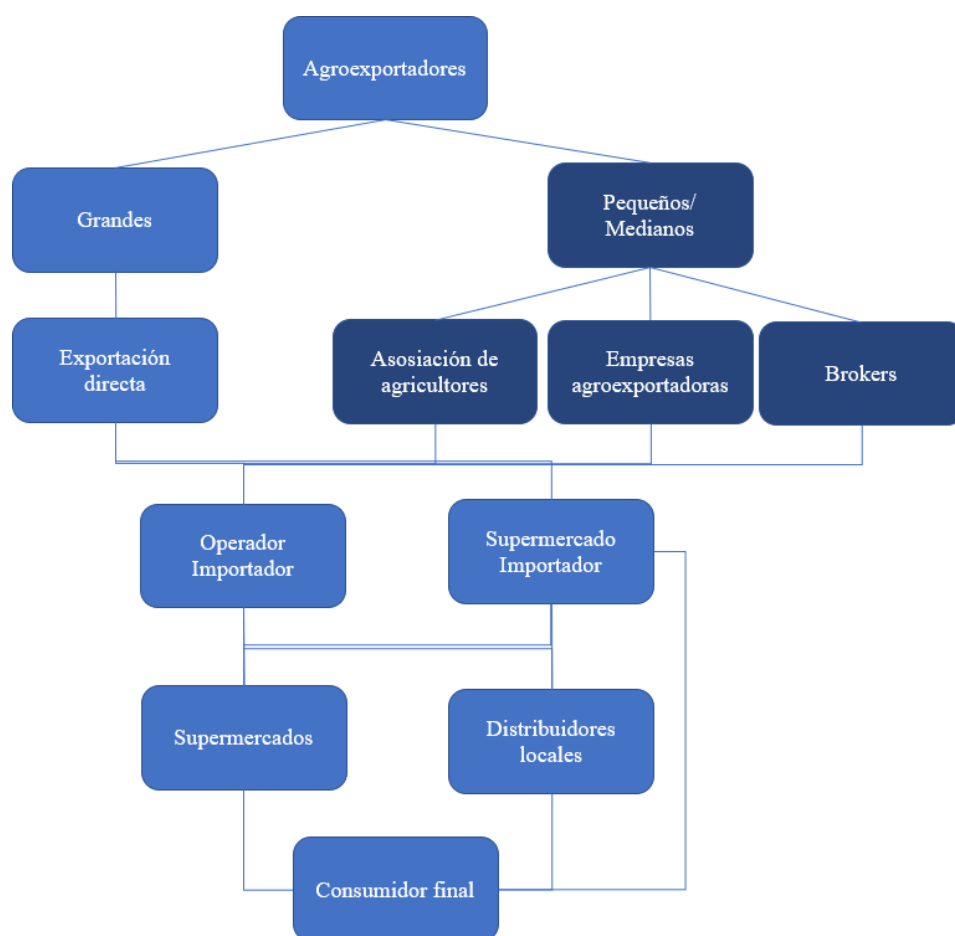 Agroexportadores
Grandes
Pequeños/
Medianos
Exportación
directa
Asosiación de
agricultores
Empresas
agroexportadoras
Brokers
Operador
Importador
Supermercado
Importador
Supermercados
Distribuidores
locales
Consumidor final